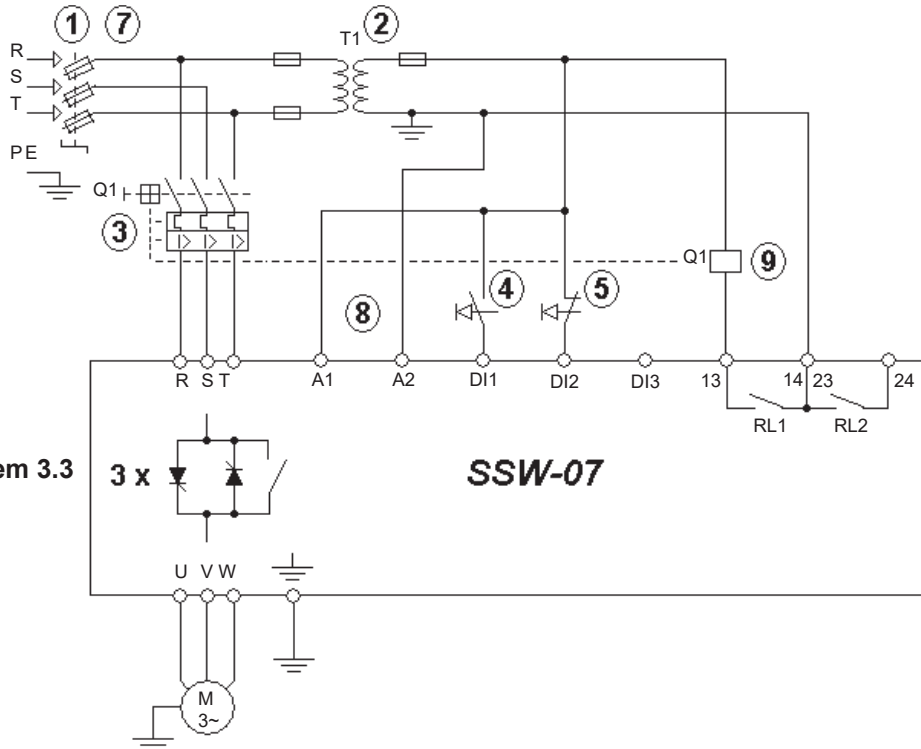 1 7 2
R
T1
S
T
PE
Q1
3
Q1 9
4 5
8
R S T A1 A2 DI1 DI2 DI3 13 14 23 24
RL1 RL2
em 3.3 3 x SSW-07
U V W
M
3~